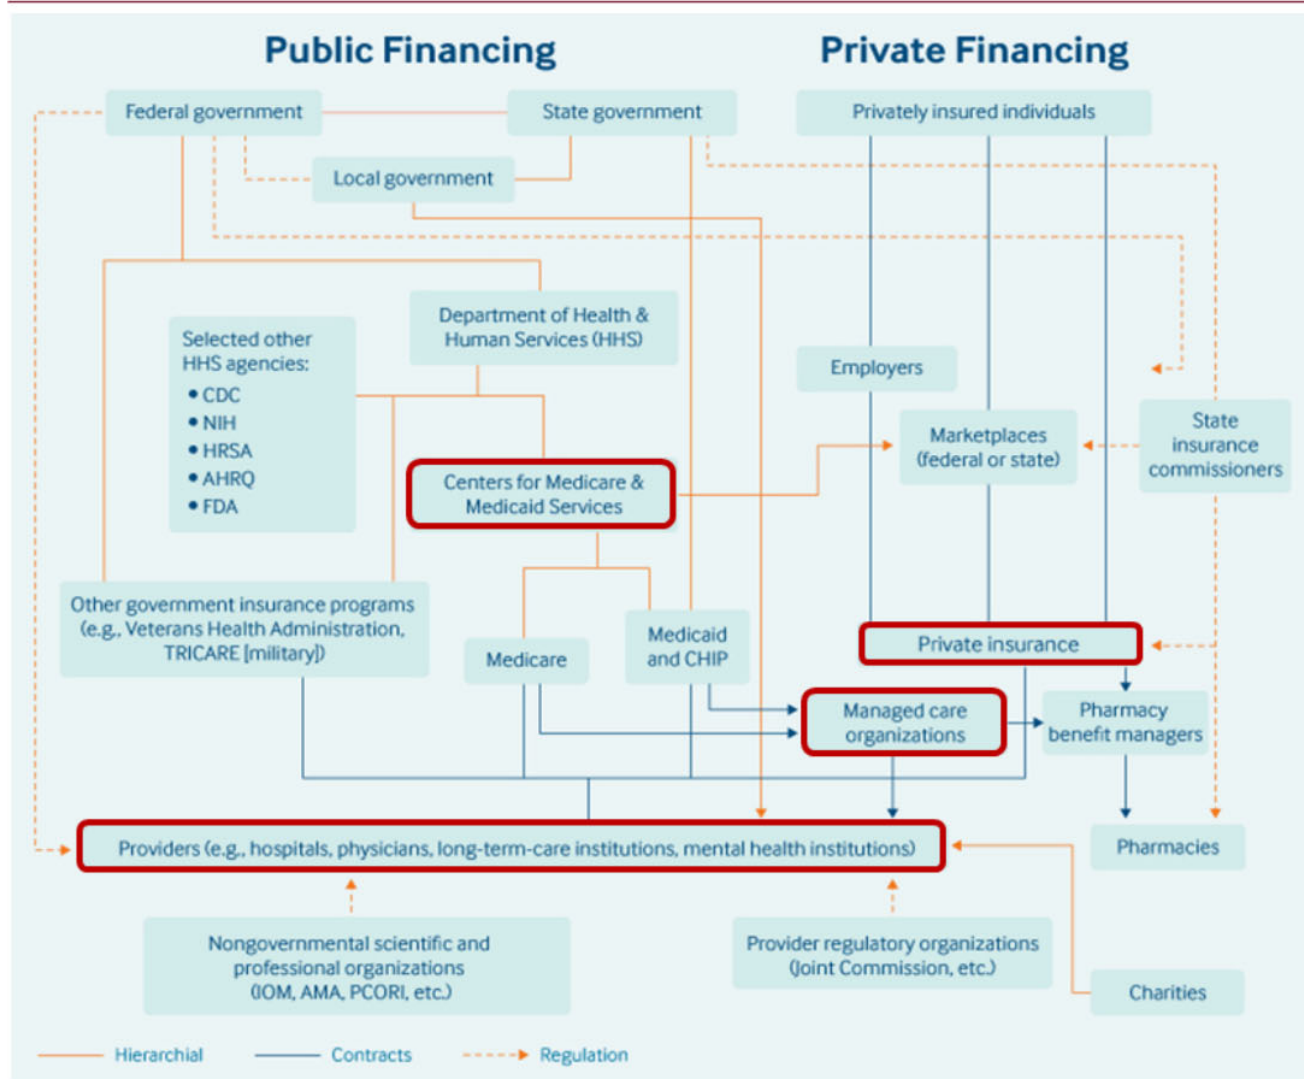 Public Financing
Private Financing
Federal government
State government
Privately insured individuals
Local government
Department of Health &
Human Services (HHS)
Selected other
HHS agencies:
• CDC
• NIH
• HRSA
• AHRQ
• FDA
Employers
Marketplaces
(federal or state)
State
insurance
commissioners
Centers for Medicare &
Medicaid Services
Other government insurance programs
(e.g., Veterans Health Administration,
TRICARE [military])
Medicare
Medicaid
and CHIP
Private insurance
Managed care
organizations
Pharmacy
benefit managers
Providers (e.g., hospitals, physicians, long-term-care institutions, mental health institutions)
Pharmacies
Nongovernmental scientific and
professional organizations
(IOM, AMA, PCORI, etc.)
Provider regulatory organizations
(Joint Commission, etc.)
Charities
Hierarchial
Contracts
Regulation